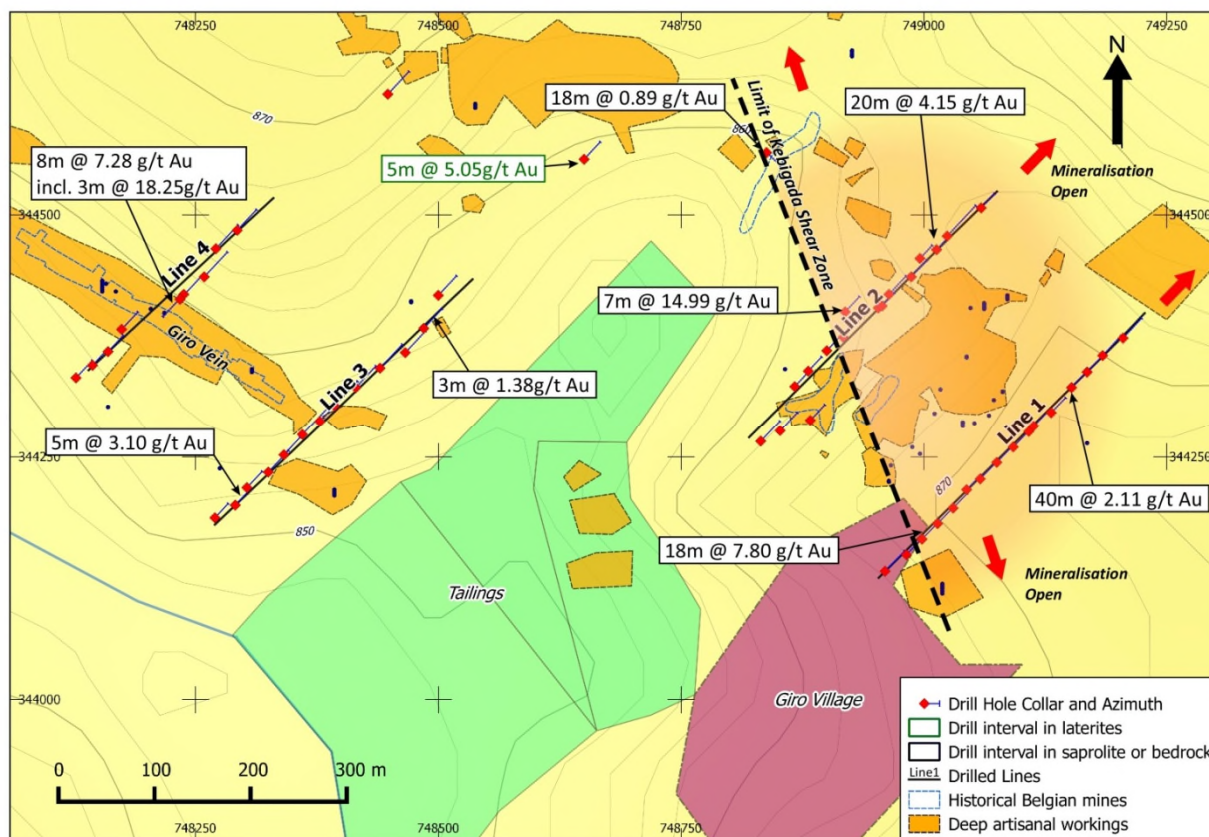 748250
748500
748750
749000
749250
N
870
860
18m @ 0.89 g/t Au
20m @ 4.15 g/t Au
8m @ 7.28 g/t Au
incl. 3m @ 18.25g/t Au
5m @ 5.05g/t Au
Limit of Kebigada Shear Zone
Mineralisation
Open
344500
344500
Line 4
Line 2
7m @ 14.99 g/t Au
Giro Vein
Line 3
3m @ 1.38g/t Au
Line 1
5m @ 3.10 g/t Au
344250
344250
870
40m @ 2.11 g/t Au
850
18m @ 7.80 g/t Au
Mineralisation
Open
Tailings
Giro Village
344000
0 100 200 300 m
Drill Hole Collar and Azimuth
Drill interval in laterites
Drill interval in saprolite or bedrock
Line1 Drilled Lines
Historical Belgian mines
Deep artisanal workings
748250
748500
748750
749000
749250